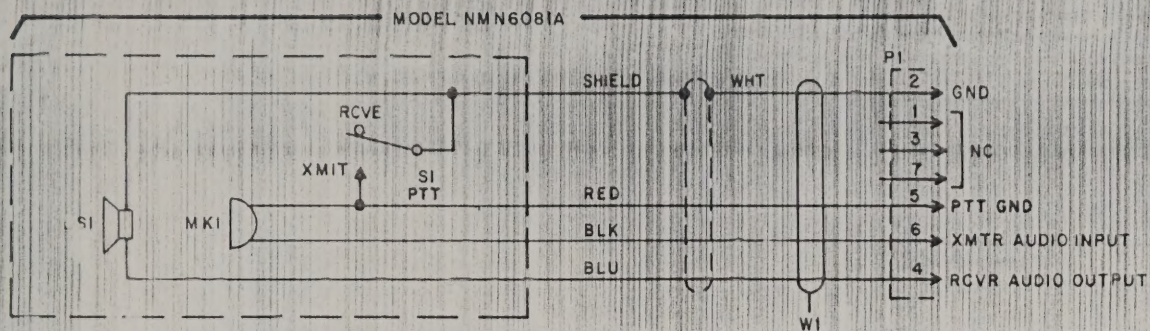 MODEL NMN6081A
P1
SHIELD
WHT
2
GND
RCVE
1
3
NC
7
XMIT
S1
PTT
RED
5
PTT GND
MK1
BLK
6
XMTR AUDIO INPUT
BLU
4
RCVR AUDIO OUTPUT
W1